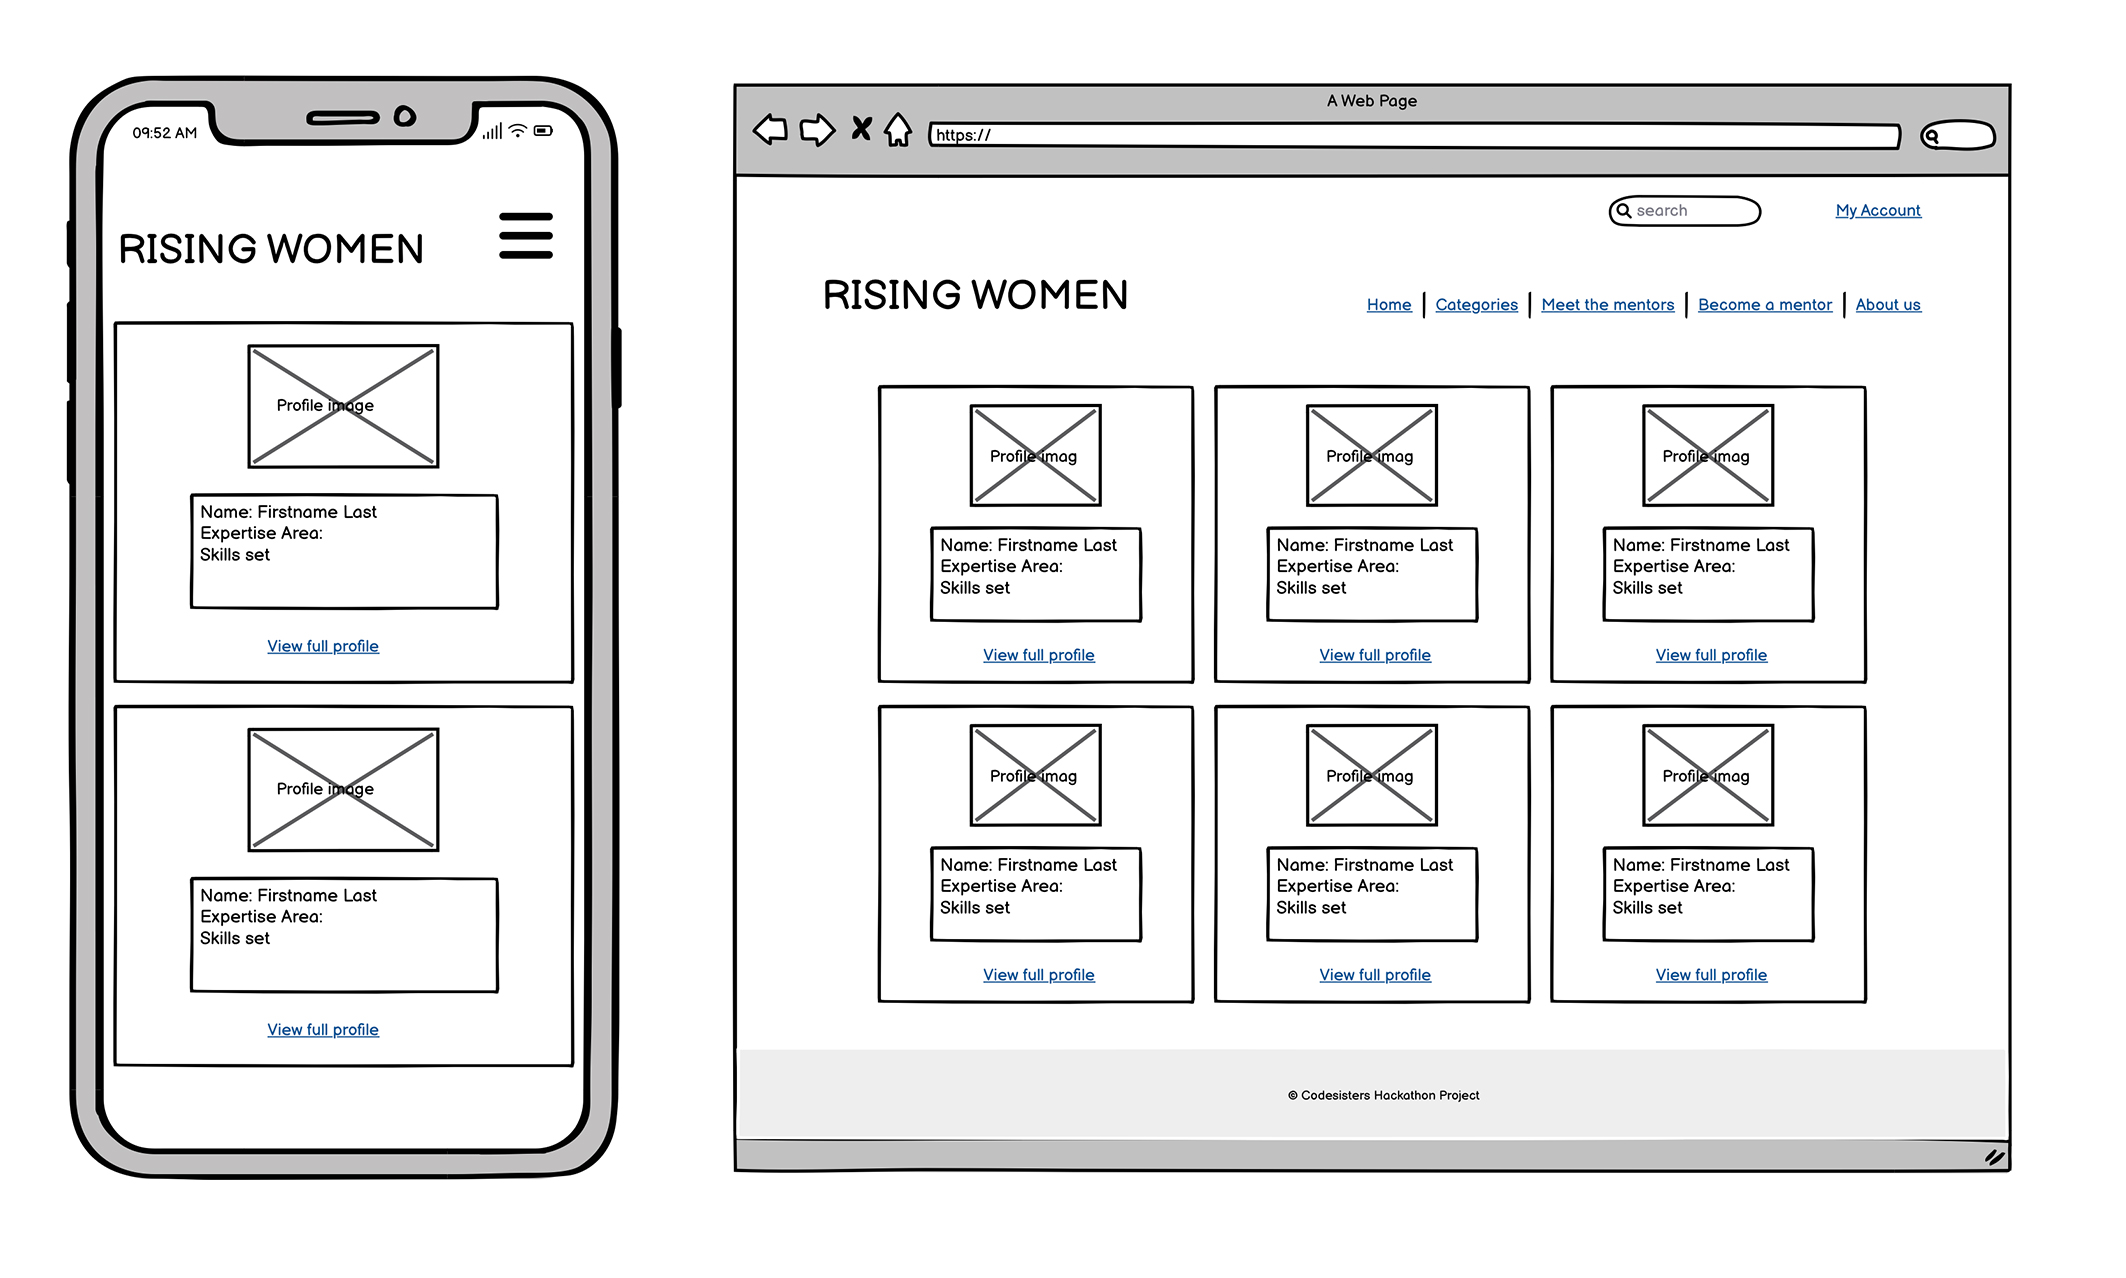 09:52 AM
RISING WOMEN
Profile image
Name: Firstname Last
Expertise Area:
Skills set
View full profile
Profile image
Name: Firstname Last
Expertise Area:
Skills set
View full profile
A Web Page
https://
search
My Account
RISING WOMEN
Home | Categories | Meet the mentors | Become a mentor | About us
Profile imag
Name: Firstname Last
Expertise Area:
Skills set
View full profile
Profile imag
Name: Firstname Last
Expertise Area:
Skills set
View full profile
Profile imag
Name: Firstname Last
Expertise Area:
Skills set
View full profile
Profile imag
Name: Firstname Last
Expertise Area:
Skills set
View full profile
Profile imag
Name: Firstname Last
Expertise Area:
Skills set
View full profile
Profile imag
Name: Firstname Last
Expertise Area:
Skills set
View full profile
© Codesisters Hackathon Project